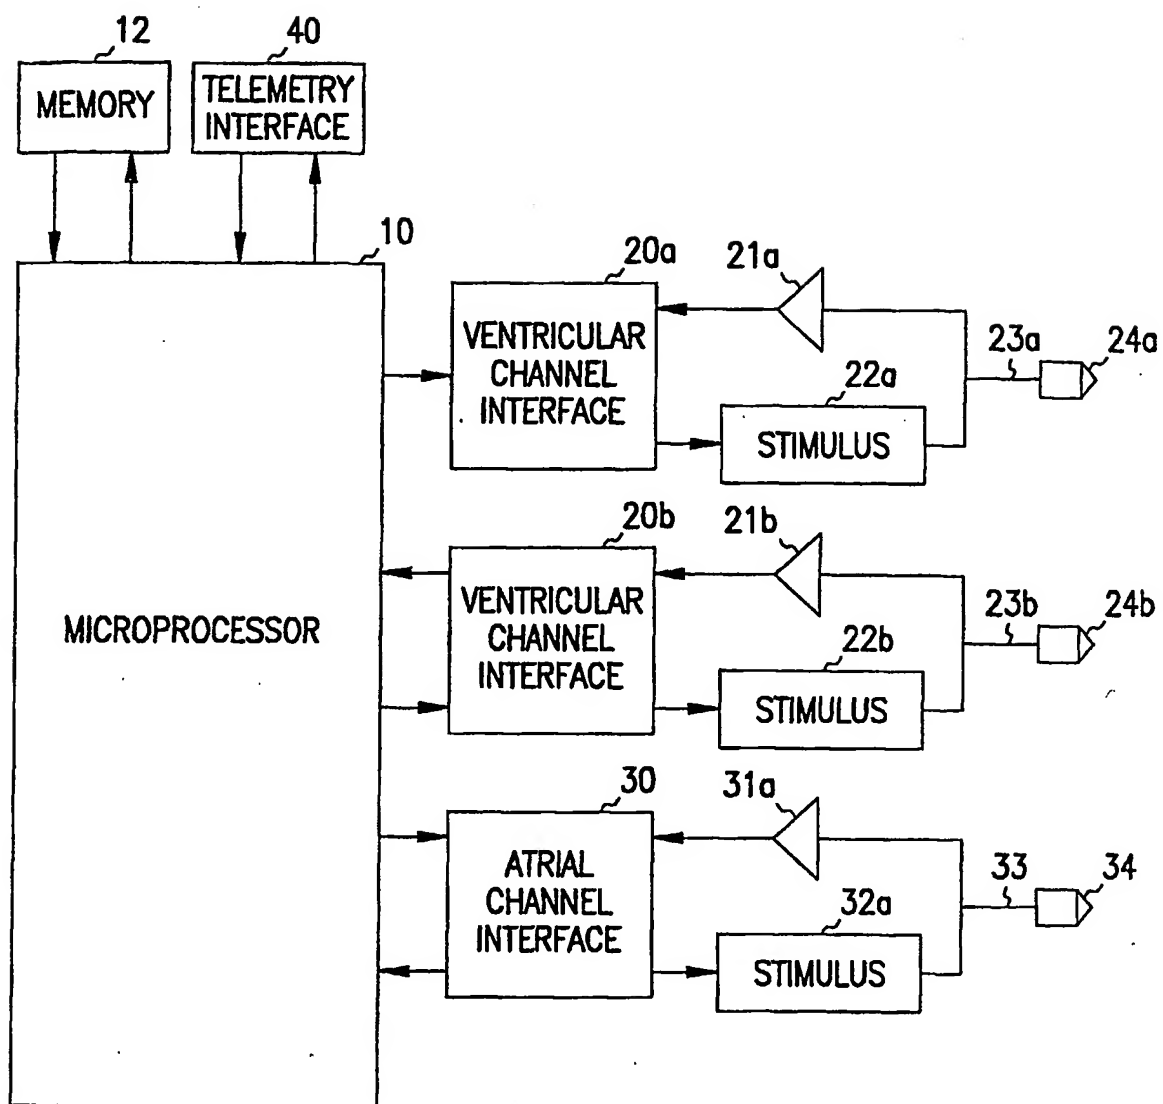 12
40
MEMORY
TELEMETRY
INTERFACE
10
20a
21a
VENTRICULAR
CHANNEL
INTERFACE
23a
24a
22a
STIMULUS
20b
21b
MICROPROCESSOR
VENTRICULAR
CHANNEL
INTERFACE
23b
24b
22b
STIMULUS
30
31a
ATRIAL
CHANNEL
INTERFACE
33
34
32a
STIMULUS